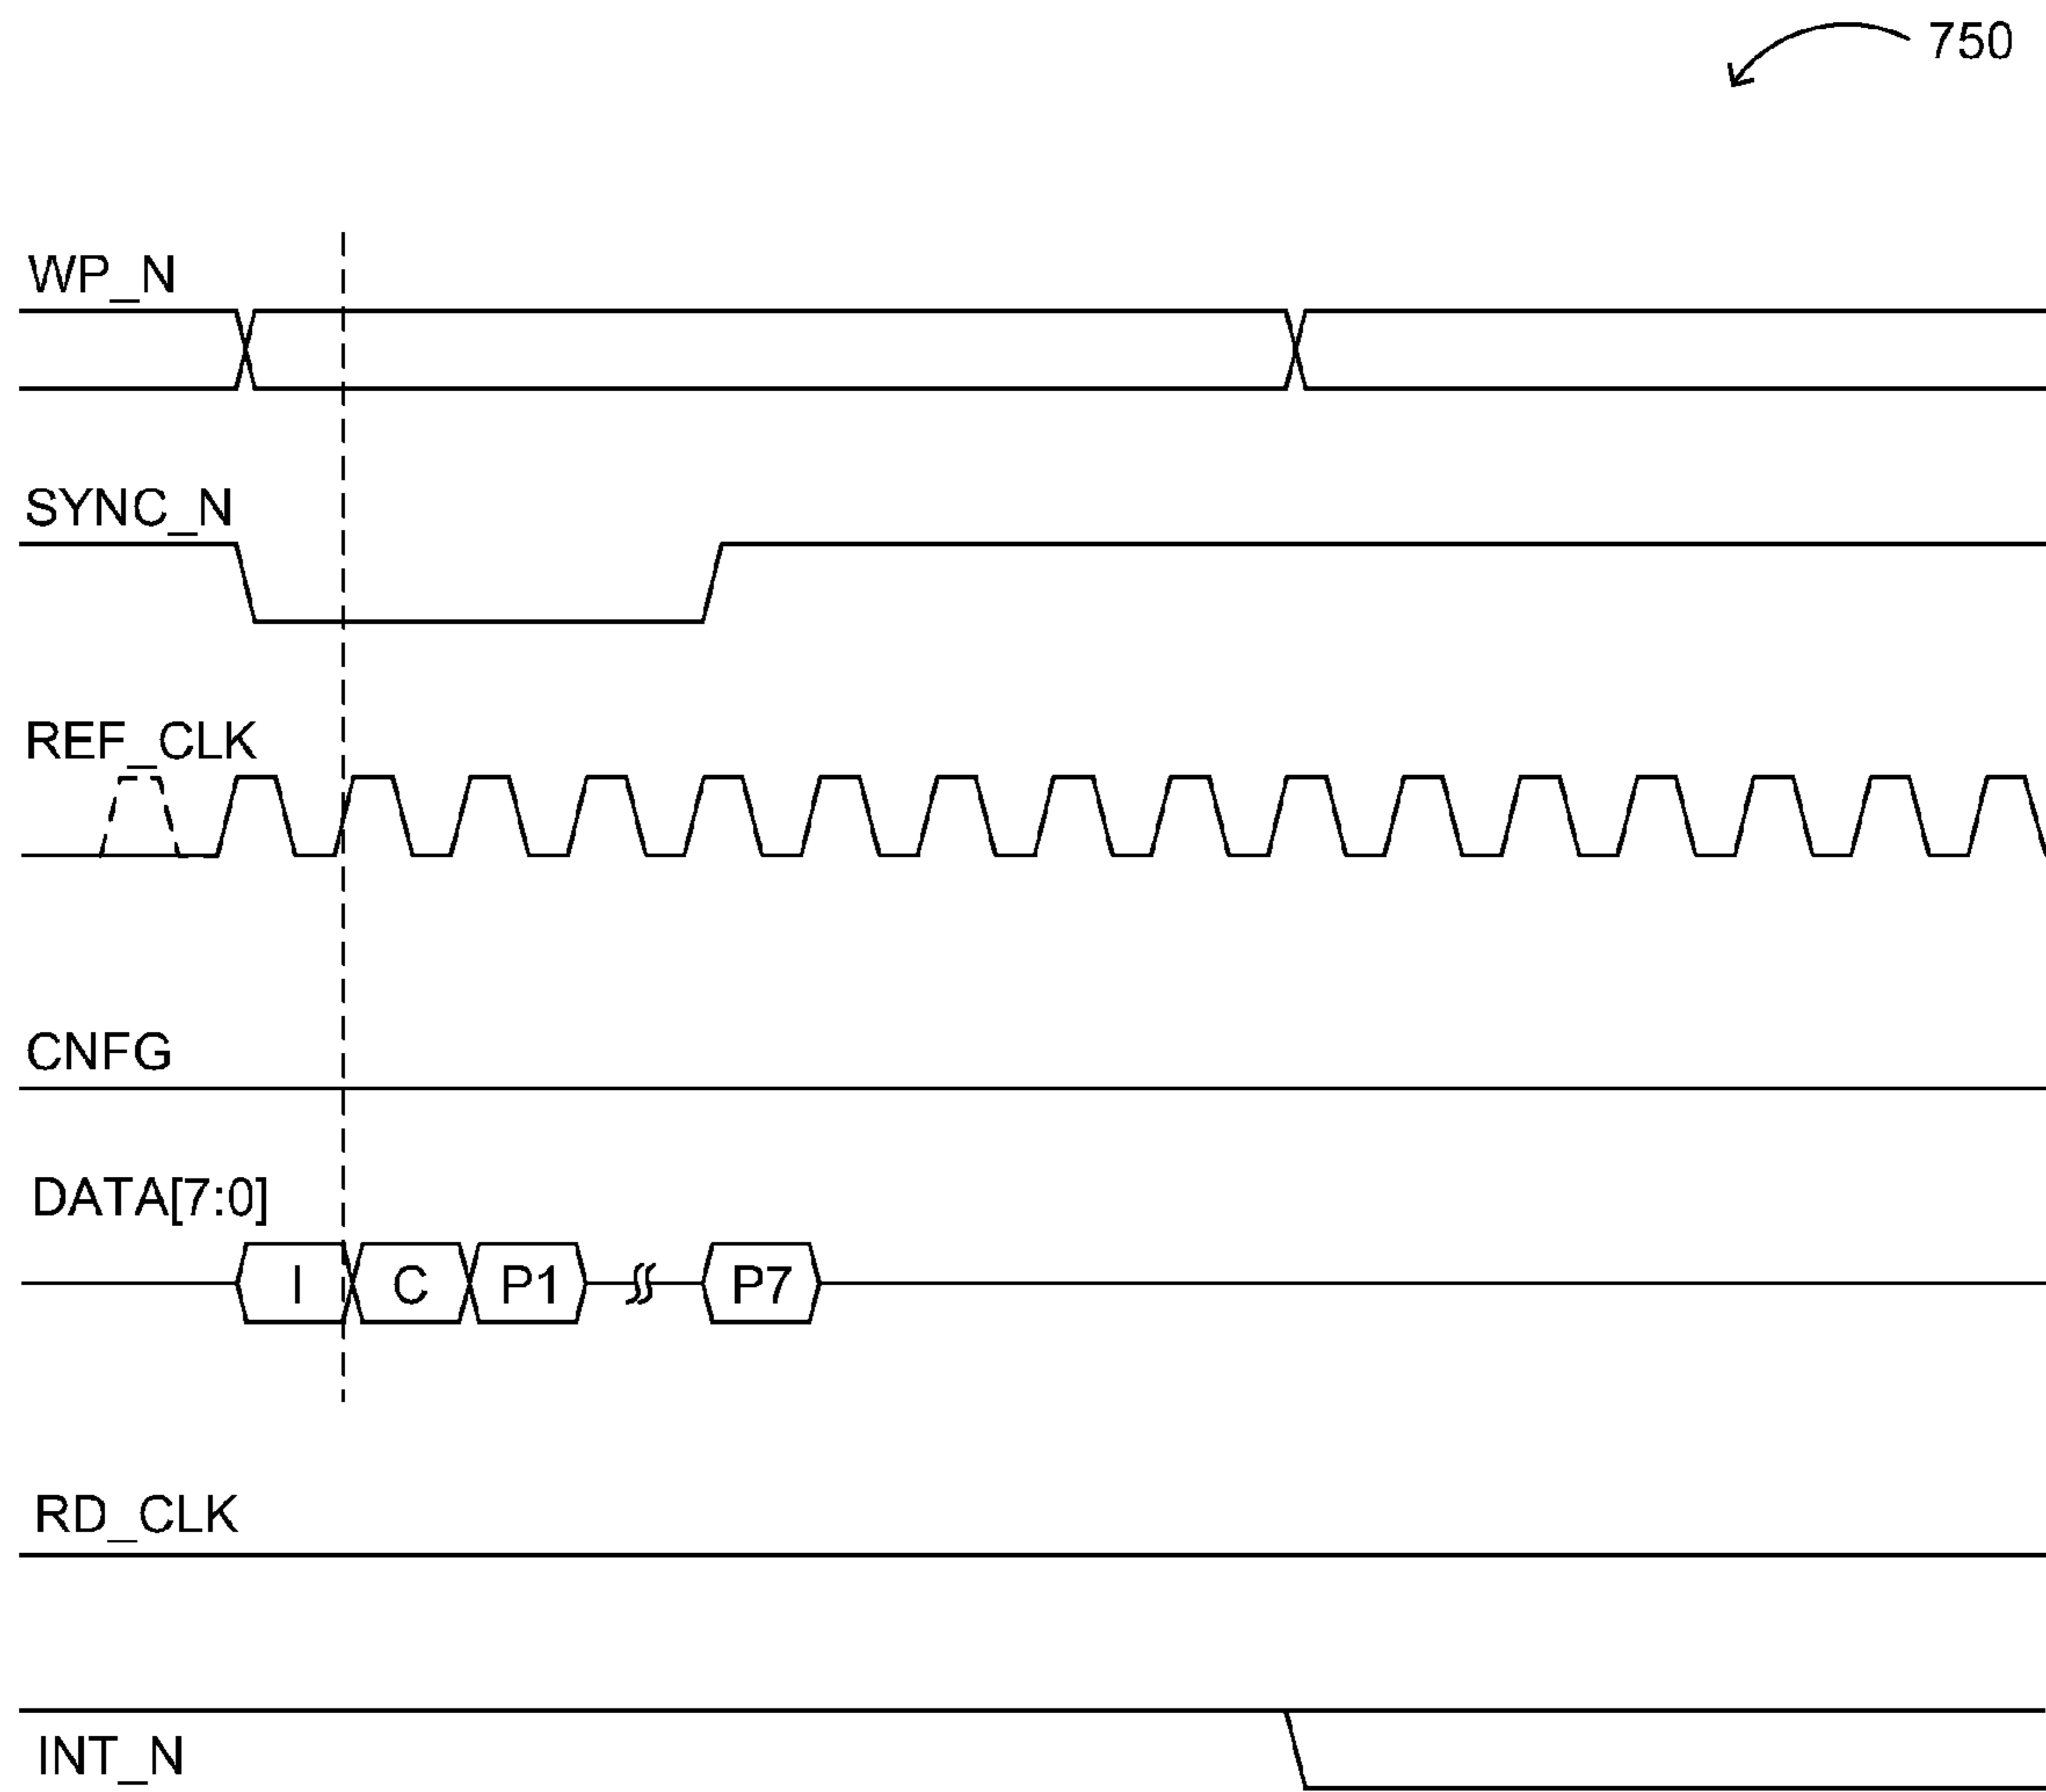 750
WP_N
SYNC_N
REF_CLK
CNFG
DATA[7:0]
I C P1 P7
RD_CLK
INT_N